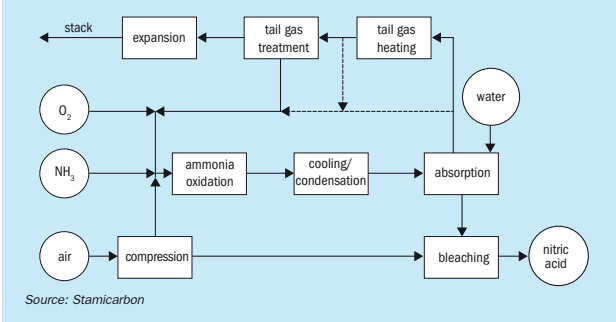 stack
expansion
tail gas
treatment
tail gas
heating
O₂
water
NH₃
ammonia
oxidation
cooling/
condensation
absorption
air
compression
bleaching
nitric
acid
Source: Stamicarbon